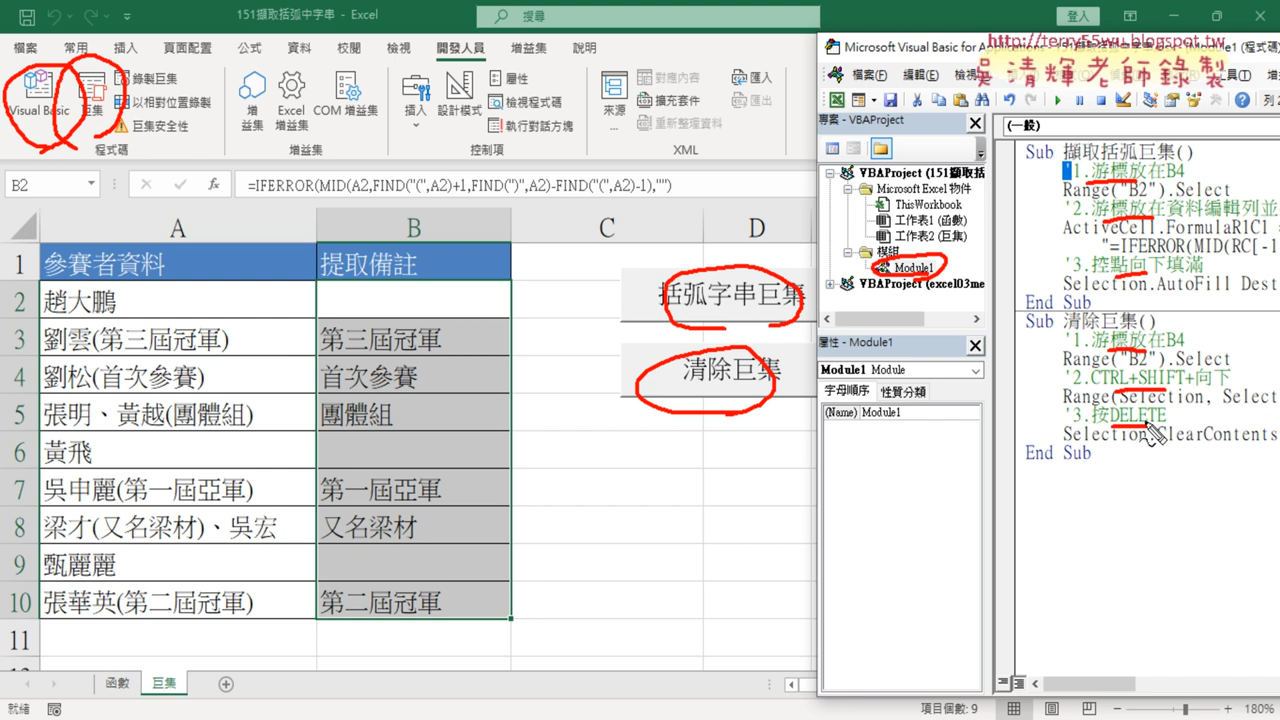 151擷取括弧中字串 - Excel
搜尋
登入
檔案 常用 插入 頁面配置 公式 資料 校閱 檢視 開發人員 增益集 說明
Visual Basic
巨集
錄製巨集
以相對位置錄製
巨集安全性
程式碼
增益集
Excel 增益集
COM 增益集
增益集
插入
設計模式
屬性
檢視程式碼
執行對話方塊
控制項
來源
對應內容
擴充套件
重新整理資料
匯入
匯出
XML
B2
=IFERROR(MID(A2,FIND("(",A2)+1,FIND(")",A2)-FIND("(",A2)-1),"")
A B C D
1 參賽者資料 提取備註
2 趙大鵬
3 劉雲(第三屆冠軍) 第三屆冠軍
4 劉松(首次參賽) 首次參賽
5 張明、黃越(團體組) 團體組
6 黃飛
7 吳申麗(第一屆亞軍) 第一屆亞軍
8 梁才(又名梁材)、吳宏 又名梁材
9 甄麗麗
10 張華英(第二屆冠軍) 第二屆冠軍
11
括弧字串巨集
清除巨集
函數 巨集
就緒
項目個數: 9
180%
http://terry55wu.blogspot.tw
吳清輝老師錄製
Microsoft Visual Basic for Applications - 151擷取括弧中字串
檔案(F) 編輯(E)
專案 - VBAProject
VBAProject (151擷取括
Microsoft Excel 物件
ThisWorkbook
工作表1 (函數)
工作表2 (巨集)
模組
Module1
VBAProject (excel03me
屬性 - Module1
Module1 Module
字母順序 性質分類
(Name) Module1
(一般)
Sub 擷取括弧巨集()
'1.游標放在B4
Range("B2").Select
'2.游標放在資料編輯列並
ActiveCell.FormulaR1C1
"=IFERROR(MID(RC[-1
'3.控點向下填滿
Selection.AutoFill Dest
End Sub
Sub 清除巨集()
'1.游標放在B4
Range("B2").Select
'2.CTRL+SHIFT+向下
Range(Selection, Select
'3.按DELETE
Selection.ClearContents
End Sub